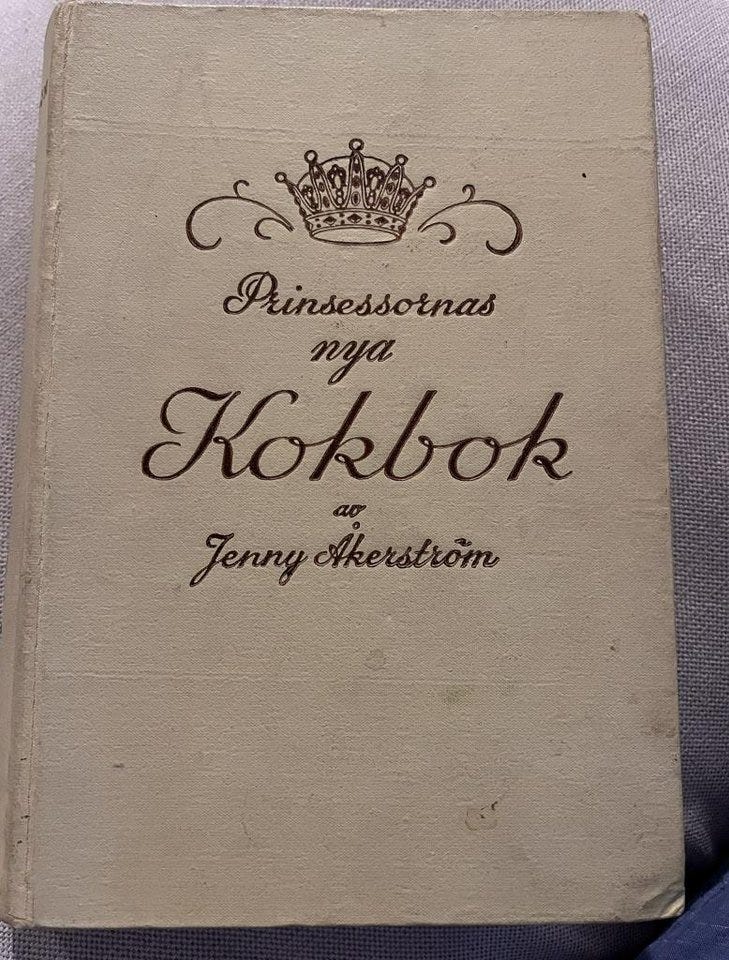 Prinsessornas
nya
Kokbok
av
Jenny Åkerström